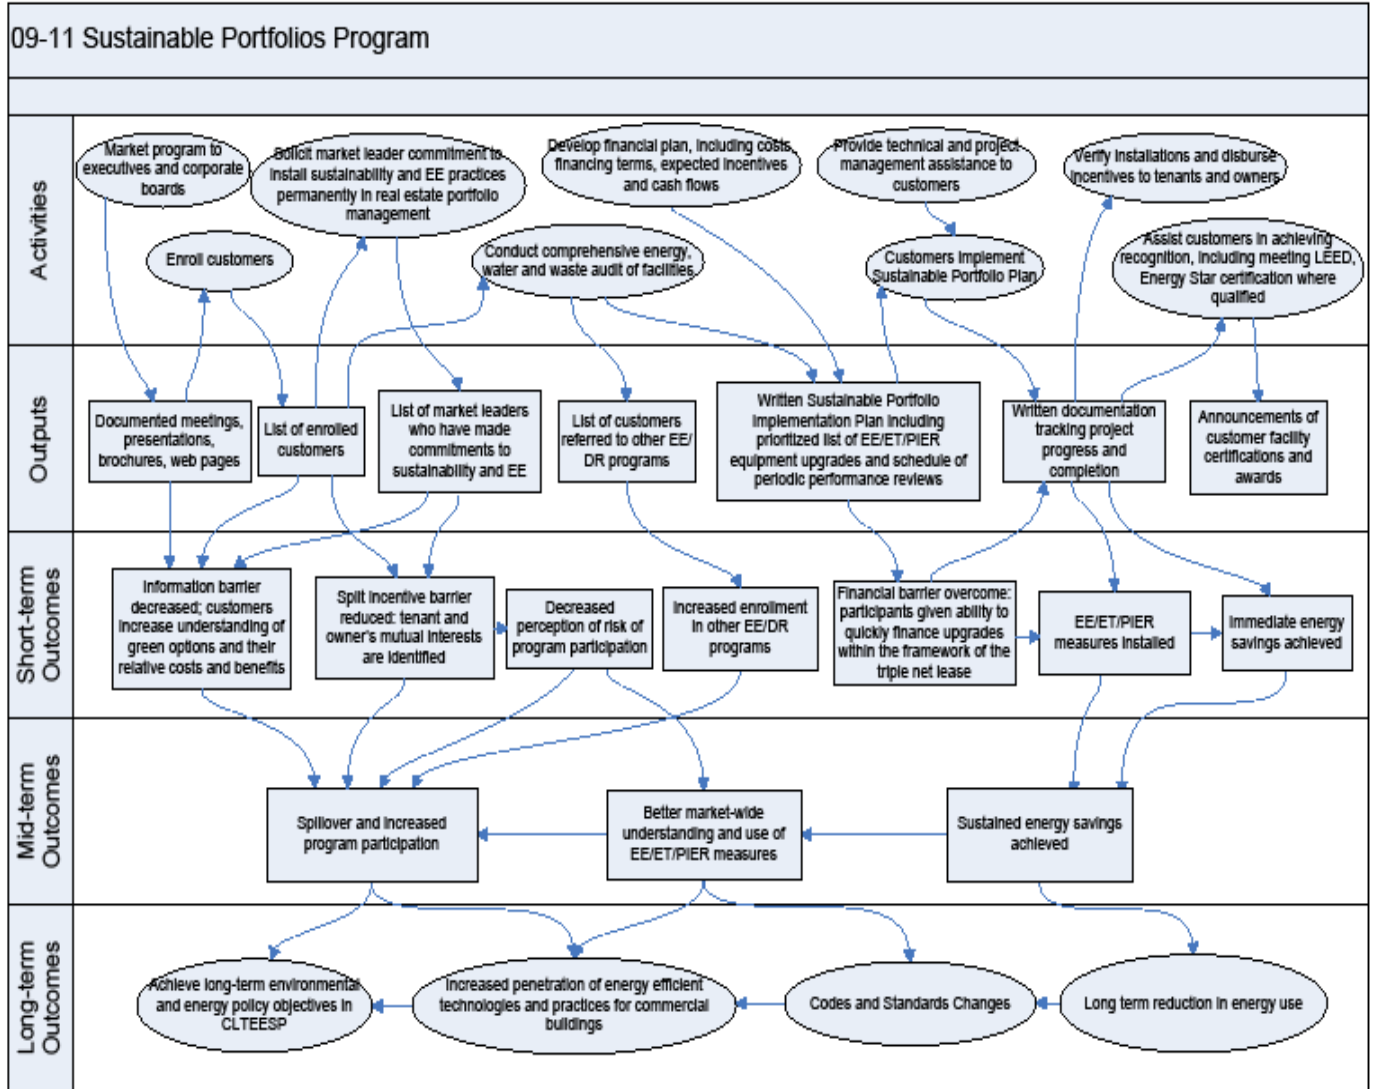 09-11 Sustainable Portfolios Program
Activities
Market program to
executives and corporate
boards
Solicit market leader commitment to
install sustainability and EE practices
permanently in real estate portfolio
management
Develop financial plan, including costs,
financing terms, expected incentives
and cash flows
Provide technical and project
management assistance to
customers
Verify installations and disburse
incentives to tenants and owners
Enroll customers
Conduct comprehensive energy,
water and waste audit of facilities
Customers Implement
Sustainable Portfolio Plan
Assist customers in achieving
recognition, including meeting LEED,
Energy Star certification where
qualified
Outputs
Documented meetings,
presentations,
brochures, web pages
List of enrolled
customers
List of market leaders
who have made
commitments to
sustainability and EE
List of customers
referred to other EE/
DR programs
Written Sustainable Portfolio
Implementation Plan including
prioritized list of EE/ET/PIER
equipment upgrades and schedule of
periodic performance reviews
Written documentation
tracking project
progress and
completion
Announcements of
customer facility
certifications and
awards
Short-term
Outcomes
Information barrier
decreased; customers
increase understanding of
green options and their
relative costs and benefits
Split incentive barrier
reduced: tenant and
owner's mutual interests
are identified
Decreased
perception of risk of
program participation
Increased enrollment
in other EE/DR
programs
Financial barrier overcome:
participants given ability to
quickly finance upgrades
within the framework of the
triple net lease
EE/ET/PIER
measures installed
Immediate energy
savings achieved
Mid-term
Outcomes
Spillover and increased
program participation
Better market-wide
understanding and use of
EE/ET/PIER measures
Sustained energy savings
achieved
Long-term
Outcomes
Achieve long-term environmental
and energy policy objectives in
CLTEESP
Increased penetration of energy efficient
technologies and practices for commercial
buildings
Codes and Standards Changes
Long term reduction in energy use